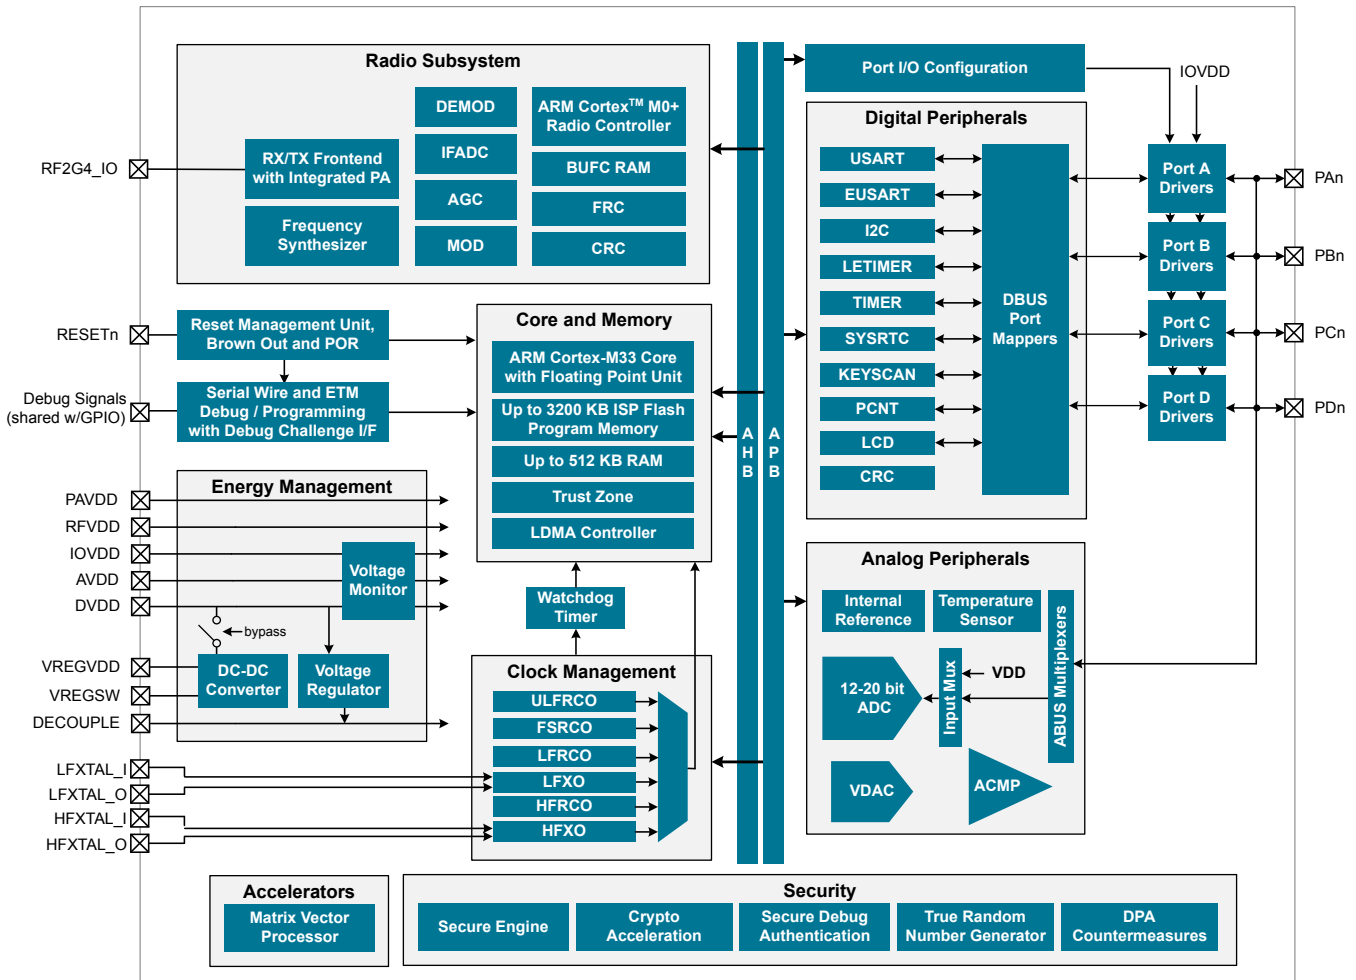 Radio Subsystem
DEMOD
IFADC
AGC
MOD
ARM Cortex™ M0+
Radio Controller
BUFC RAM
FRC
CRC
RX/TX Frontend
with Integrated PA
Frequency
Synthesizer
RF2G4_IO
RESETn
Debug Signals
(shared w/GPIO)
Reset Management Unit,
Brown Out and POR
Serial Wire and ETM
Debug / Programming
with Debug Challenge I/F
Core and Memory
ARM Cortex-M33 Core
with Floating Point Unit
Up to 3200 KB ISP Flash
Program Memory
Up to 512 KB RAM
Trust Zone
LDMA Controller
Energy Management
PAVDD
RFVDD
IOVDD
AVDD
DVDD
VREGVDD
VREGSW
DECOUPLE
Voltage
Monitor
bypass
DC-DC
Converter
Voltage
Regulator
Watchdog
Timer
Clock Management
ULFRCO
FSRCO
LFRCO
LFXO
HFRCO
HFXO
LFXTAL_I
LFXTAL_O
HFXTAL_I
HFXTAL_O
A
H
B
A
P
B
Port I/O Configuration
IOVDD
Digital Peripherals
USART
EUSART
I2C
LETIMER
TIMER
SYSRTC
KEYSCAN
PCNT
LCD
CRC
DBUS
Port
Mappers
Port A
Drivers
Port B
Drivers
Port C
Drivers
Port D
Drivers
PAn
PBn
PCn
PDn
Analog Peripherals
Internal
Reference
Temperature
Sensor
12-20 bit
ADC
Input Mux
VDD
ABUS Multiplexers
VDAC
ACMP
Accelerators
Matrix Vector
Processor
Security
Secure Engine
Crypto
Acceleration
Secure Debug
Authentication
True Random
Number Generator
DPA
Countermeasures